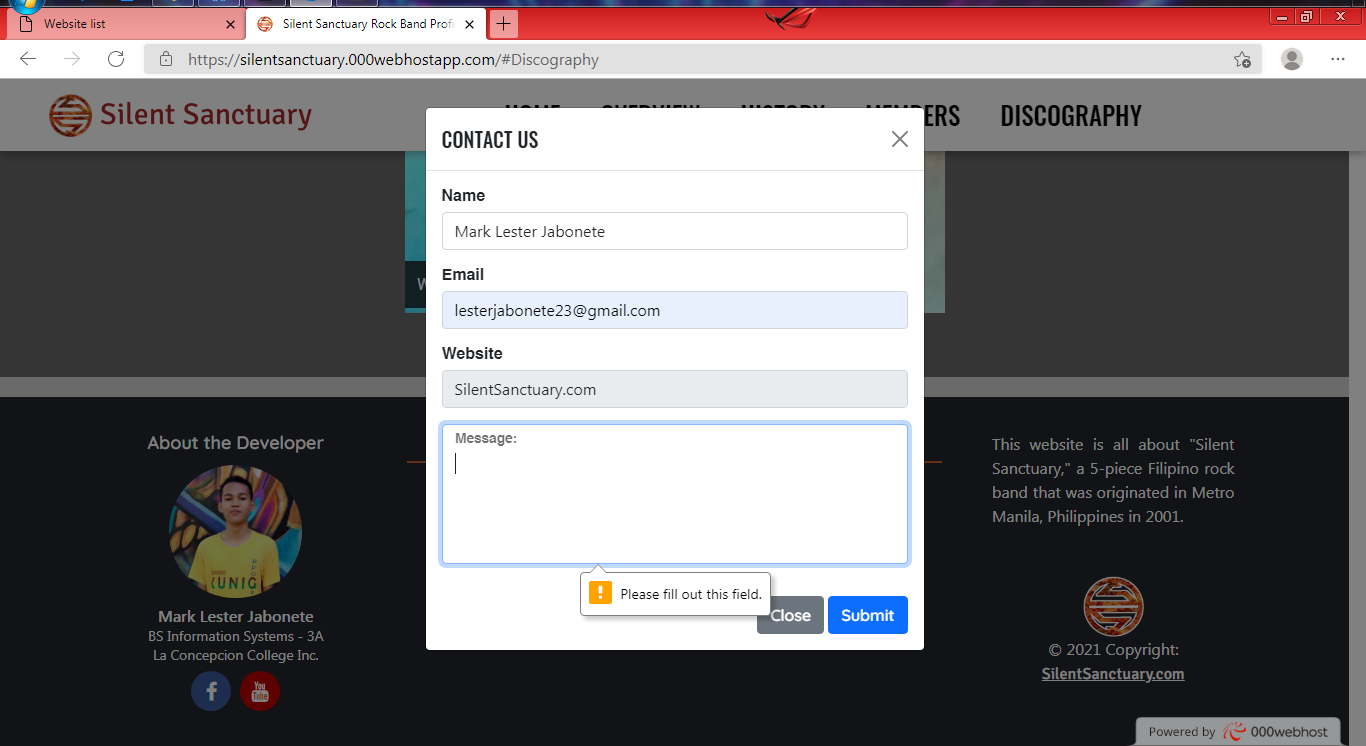 Website list
Silent Sanctuary Rock Band Profi
https://silentsanctuary.000webhostapp.com/#Discography
Silent Sanctuary
HOME OVERVIEW HISTORY MEMBERS DISCOGRAPHY
CONTACT US
Name
Mark Lester Jabonete
Email
lesterjabonete23@gmail.com
Website
SilentSanctuary.com
Message:
Please fill out this field.
Close Submit
W
About the Developer
KUNIG
Mark Lester Jabonete
BS Information Systems - 3A
La Concepcion College Inc.
You
Tube
This website is all about "Silent
Sanctuary," a 5-piece Filipino rock
band that was originated in Metro
Manila, Philippines in 2001.
© 2021 Copyright:
SilentSanctuary.com
Powered by 000webhost